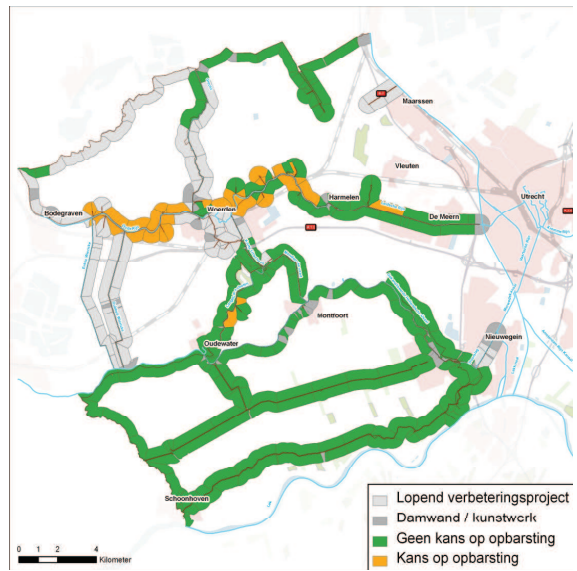 Maarssen
Vleuten
Bodegraven
Woerden
Harmelen
Utrecht
De Meern
Montfoort
Oudewater
Nieuwegein
Schoonhoven
Lopend verbeteringsproject
Damwand / kunstwerk
Geen kans op opbarsting
Kans op opbarsting
0 1 2 4
Kilometer